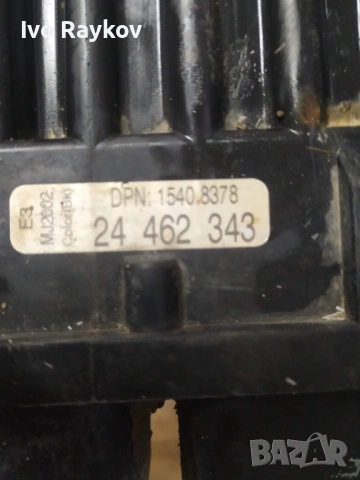 Ivo Raykov
E3
MJ2002
Color(BK)
DPN: 1540 8378
24 462 343
BAZAR